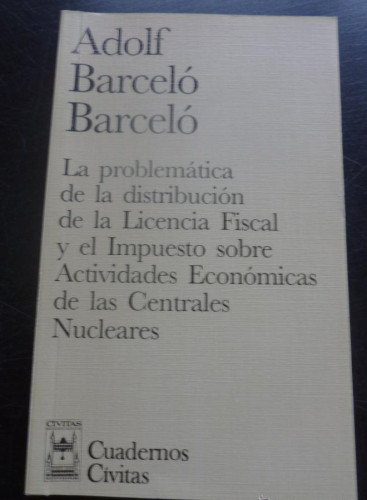 Adolf
Barceló
Barceló
La problemática
de la distribución
de la Licencia Fiscal
y el Impuesto sobre
Actividades Económicas
de las Centrales
Nucleares
CIVITAS
Cuadernos
Cívitas